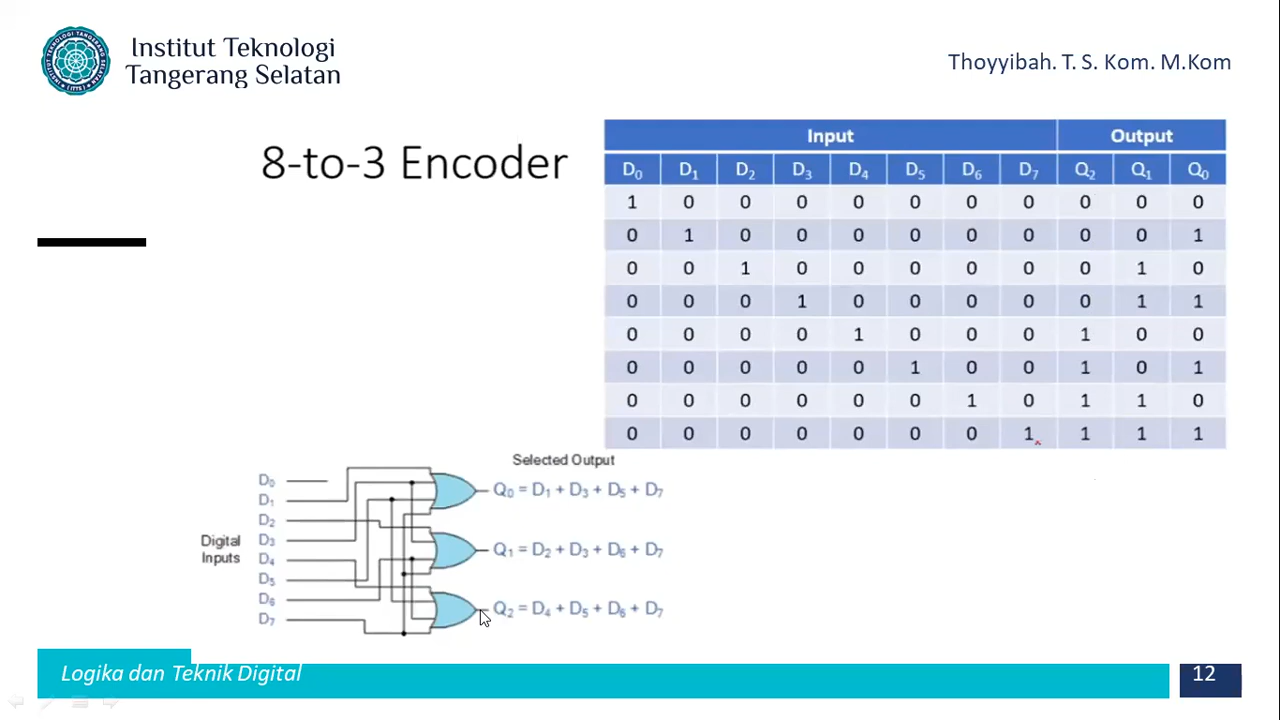 Institut Teknologi
Tangerang Selatan
Thoyyibah. T. S. Kom. M.Kom
8-to-3 Encoder
Input Output
D₀ D₁ D₂ D₃ D₄ D₅ D₆ D₇ Q₂ Q₁ Q₀
1 0 0 0 0 0 0 0 0 0 0
0 1 0 0 0 0 0 0 0 0 1
0 0 1 0 0 0 0 0 0 1 0
0 0 0 1 0 0 0 0 0 1 1
0 0 0 0 1 0 0 0 1 0 0
0 0 0 0 0 1 0 0 1 0 1
0 0 0 0 0 0 1 0 1 1 0
0 0 0 0 0 0 0 1 1 1 1
Selected Output
Digital
Inputs
D₀
D₁
D₂
D₃
D₄
D₅
D₆
D₇
Q₀ = D₁ + D₃ + D₅ + D₇
Q₁ = D₂ + D₃ + D₆ + D₇
Q₂ = D₄ + D₅ + D₆ + D₇
Logika dan Teknik Digital
12